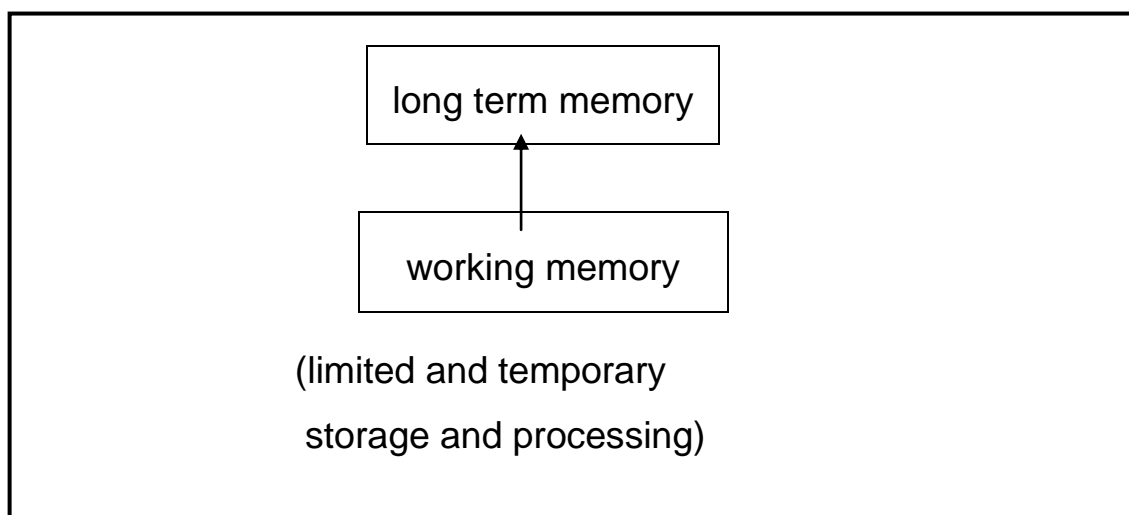 long term memory
working memory
(limited and temporary
storage and processing)